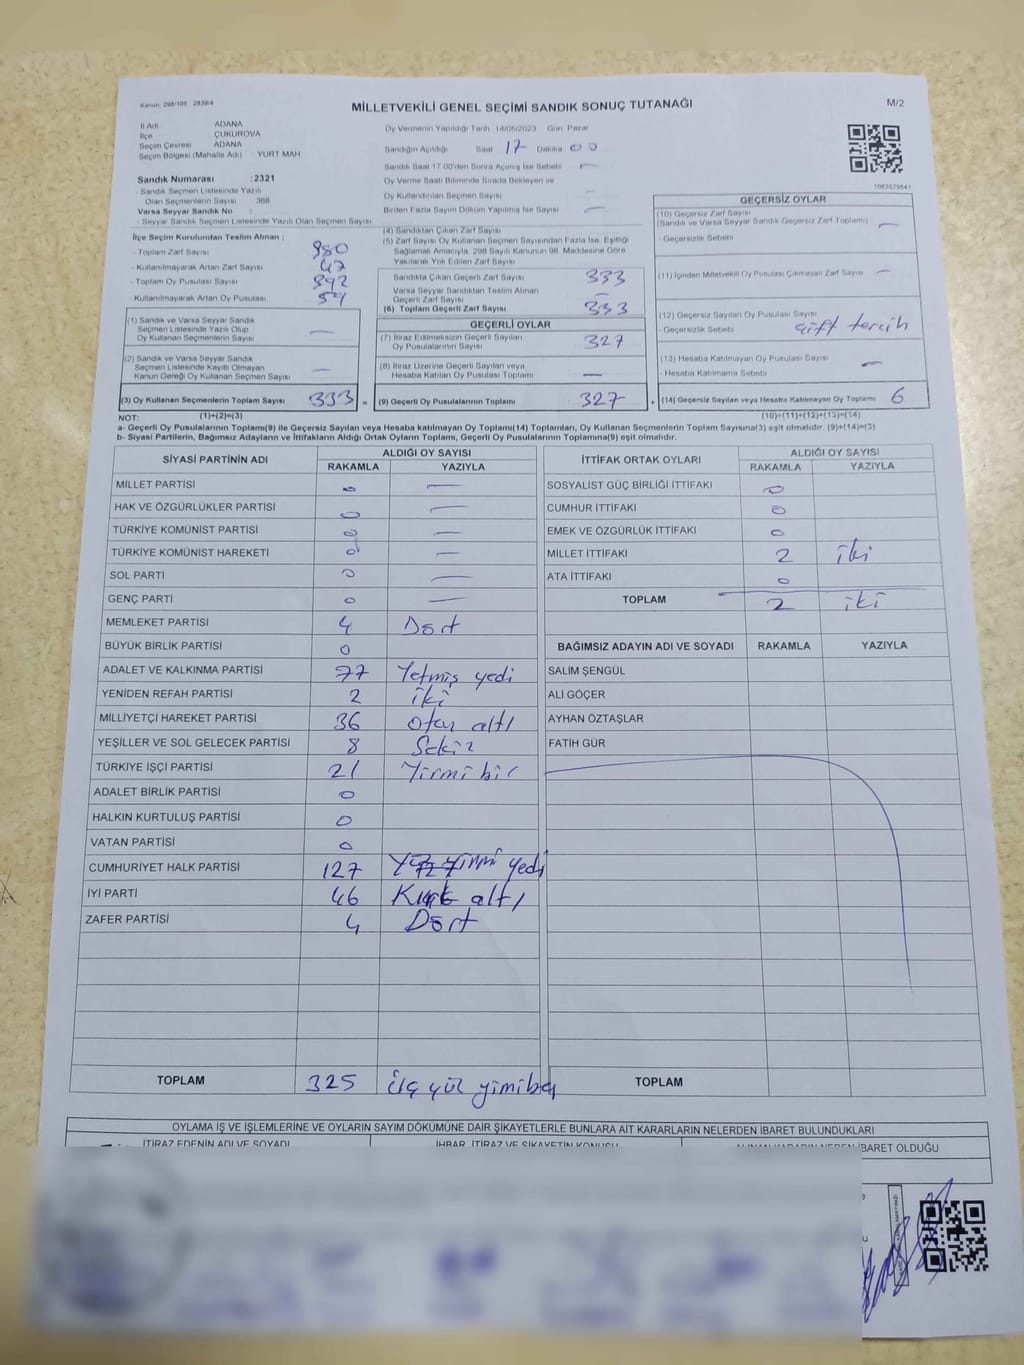 Kanun: 298/105 2839/4
MİLLETVEKİLİ GENEL SEÇİMİ SANDIK SONUÇ TUTANAĞI
M/2
İl Adı ADANA
İlçe ÇUKUROVA
Seçim Çevresi ADANA
Seçim Bölgesi (Mahalle Adı) YURT MAH
Sandık Numarası :2321
- Sandık Seçmen Listesinde Yazılı
Olan Seçmenlerin Sayısı : 368
Varsa Seyyar Sandık No :
- Seyyar Sandık Seçmen Listesinde Yazılı Olan Seçmen Sayısı
Oy Vermenin Yapıldığı Tarih 14/05/2023 Gün Pazar
Sandığın Açıldığı Saat 17 Dakika 00
Sandık Saat 17.00'den Sonra Açılmış İse Sebebi —
Oy Verme Saati Bitiminde Sırada Bekleyen ve
Oy Kullandırılan Seçmen Sayısı —
Birden Fazla Sayım Döküm Yapılmış İse Sayısı —
İlçe Seçim Kurulundan Teslim Alınan ;
- Toplam Zarf Sayısı 380
- Kullanılmayarak Artan Zarf Sayısı 47
- Toplam Oy Pusulası Sayısı 392
- Kullanılmayarak Artan Oy Pusulası 59
(4) Sandıktan Çıkan Zarf Sayısı
(5) Zarf Sayısı Oy Kullanan Seçmen Sayısından Fazla İse, Eşitliği
Sağlamak Amacıyla, 298 Sayılı Kanunun 98. Maddesine Göre
Yakılarak Yok Edilen Zarf Sayısı
Sandıkta Çıkan Geçerli Zarf Sayısı 333
Varsa Seyyar Sandıktan Teslim Alınan
Geçerli Zarf Sayısı —
(6) Toplam Geçerli Zarf Sayısı 333
1083579541
GEÇERSİZ OYLAR
(10) Geçersiz Zarf Sayısı
(Sandık ve Varsa Seyyar Sandık Geçersiz Zarf Toplamı) —
- Geçersizlik Sebebi
(11) İçinden Milletvekili Oy Pusulası Çıkmayan Zarf Sayısı —
(12) Geçersiz Sayılan Oy Pusulası Sayısı
- Geçersizlik Sebebi çift tercih
(13) Hesaba Katılmayan Oy Pusulası Sayısı —
- Hesaba Katılmama Sebebi
(14) Geçersiz Sayılan veya Hesaba Katılmayan Oy Toplamı 6
(1) Sandık ve Varsa Seyyar Sandık
Seçmen Listesinde Yazılı Olup
Oy Kullanan Seçmenlerin Sayısı —
(2) Sandık ve Varsa Seyyar Sandık
Seçmen Listesinde Kayıtlı Olmayan
Kanun Gereği Oy Kullanan Seçmen Sayısı —
(3) Oy Kullanan Seçmenlerin Toplam Sayısı 333 =
GEÇERLİ OYLAR
(7) İtiraz Edilmeksizin Geçerli Sayılan
Oy Pusulalarının Sayısı 327
(8) İtiraz Üzerine Geçerli Sayılan veya
Hesaba Katılan Oy Pusulası Toplamı —
(9) Geçerli Oy Pusulalarının Toplamı 327 +
NOT: (1)+(2)=(3) (10)+(11)+(12)+(13)=(14)
a- Geçerli Oy Pusulalarının Toplamı(9) ile Geçersiz Sayılan veya Hesaba katılmayan Oy Toplamı(14) Toplamları, Oy Kullanan Seçmenlerin Toplam Sayısına(3) eşit olmalıdır. (9)+(14)=(3)
b- Siyasi Partilerin, Bağımsız Adayların ve İttifakların Aldığı Ortak Oyların Toplamı, Geçerli Oy Pusulalarının Toplamına(9) eşit olmalıdır.
SİYASİ PARTİNİN ADI ALDIĞI OY SAYISI
RAKAMLA YAZIYLA
MİLLET PARTİSİ 0 —
HAK VE ÖZGÜRLÜKLER PARTİSİ 0 —
TÜRKİYE KOMÜNİST PARTİSİ 0 —
TÜRKİYE KOMÜNİST HAREKETİ 0 —
SOL PARTİ 0 —
GENÇ PARTİ 0 —
MEMLEKET PARTİSİ 4 Dört
BÜYÜK BİRLİK PARTİSİ 0
ADALET VE KALKINMA PARTİSİ 77 Yetmiş yedi
YENİDEN REFAH PARTİSİ 2 iki
MİLLİYETÇİ HAREKET PARTİSİ 36 Otuz altı
YEŞİLLER VE SOL GELECEK PARTİSİ 8 Sekiz
TÜRKİYE İŞÇİ PARTİSİ 21 Yirmi bir
ADALET BİRLİK PARTİSİ 0
HALKIN KURTULUŞ PARTİSİ 0
VATAN PARTİSİ 0
CUMHURİYET HALK PARTİSİ 127 Yüz yirmi yedi
İYİ PARTİ 46 Kırk altı
ZAFER PARTİSİ 4 Dört
TOPLAM 325 üç yüz yirmibeş
İTTİFAK ORTAK OYLARI ALDIĞI OY SAYISI
RAKAMLA YAZIYLA
SOSYALİST GÜÇ BİRLİĞİ İTTİFAKI 0
CUMHUR İTTİFAKI 0
EMEK VE ÖZGÜRLÜK İTTİFAKI 0
MİLLET İTTİFAKI 2 iki
ATA İTTİFAKI 0
TOPLAM 2 iki
BAĞIMSIZ ADAYIN ADI VE SOYADI RAKAMLA YAZIYLA
SALİM ŞENGÜL
ALİ GÖÇER
AYHAN ÖZTAŞLAR
FATİH GÜR
TOPLAM
OYLAMA İŞ VE İŞLEMLERİNE VE OYLARIN SAYIM DÖKÜMÜNE DAİR ŞİKAYETLERLE BUNLARA AİT KARARLARIN NELERDEN İBARET BULUNDUKLARI
İTİRAZ EDENİN ADI VE SOYADI İHBAR, İTİRAZ VE ŞİKAYETİN KONUSU ALINAN KARARIN NEDEN İBARET OLDUĞU